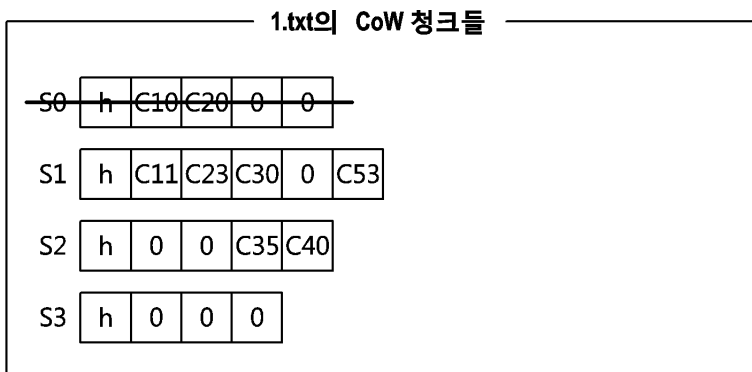 1.txt의 CoW 청크들
S0 h C10 C20 0 0
S1 h C11 C23 C30 0 C53
S2 h 0 0 C35 C40
S3 h 0 0 0